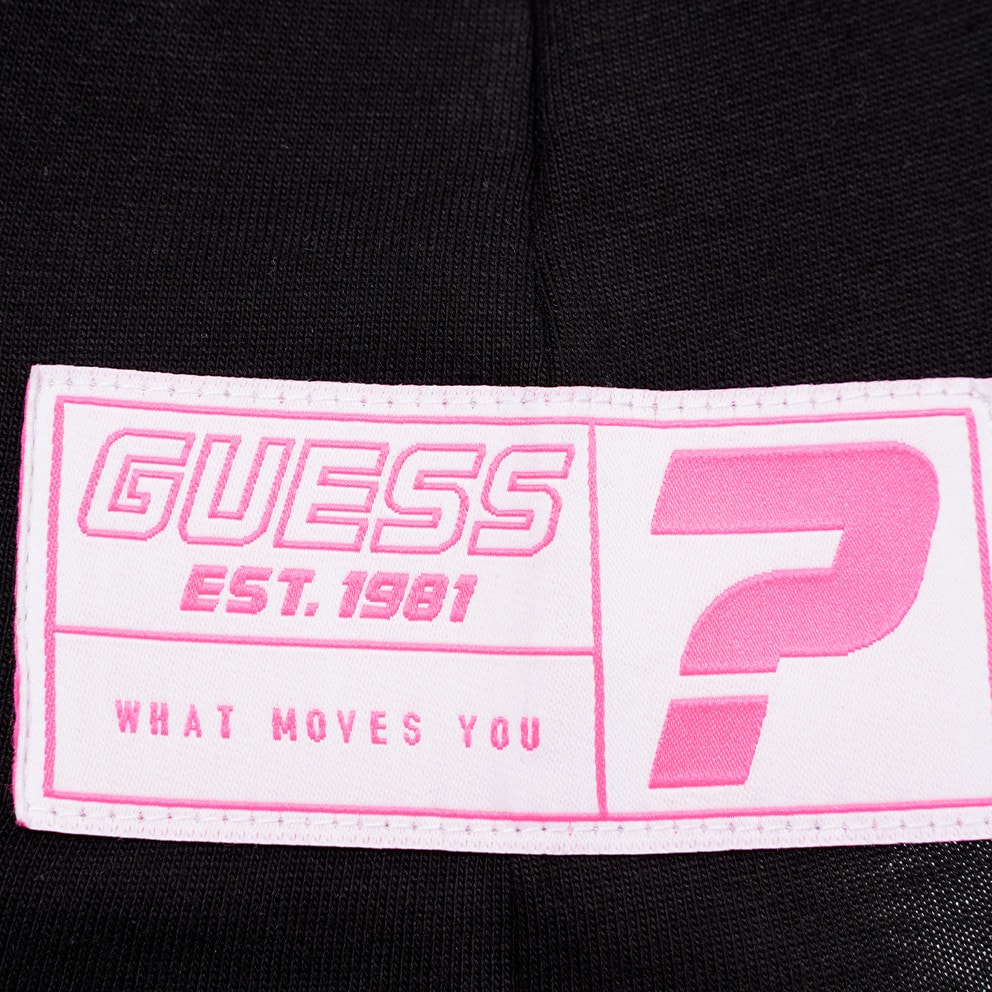 GUESS
EST. 1981
WHAT MOVES YOU
?